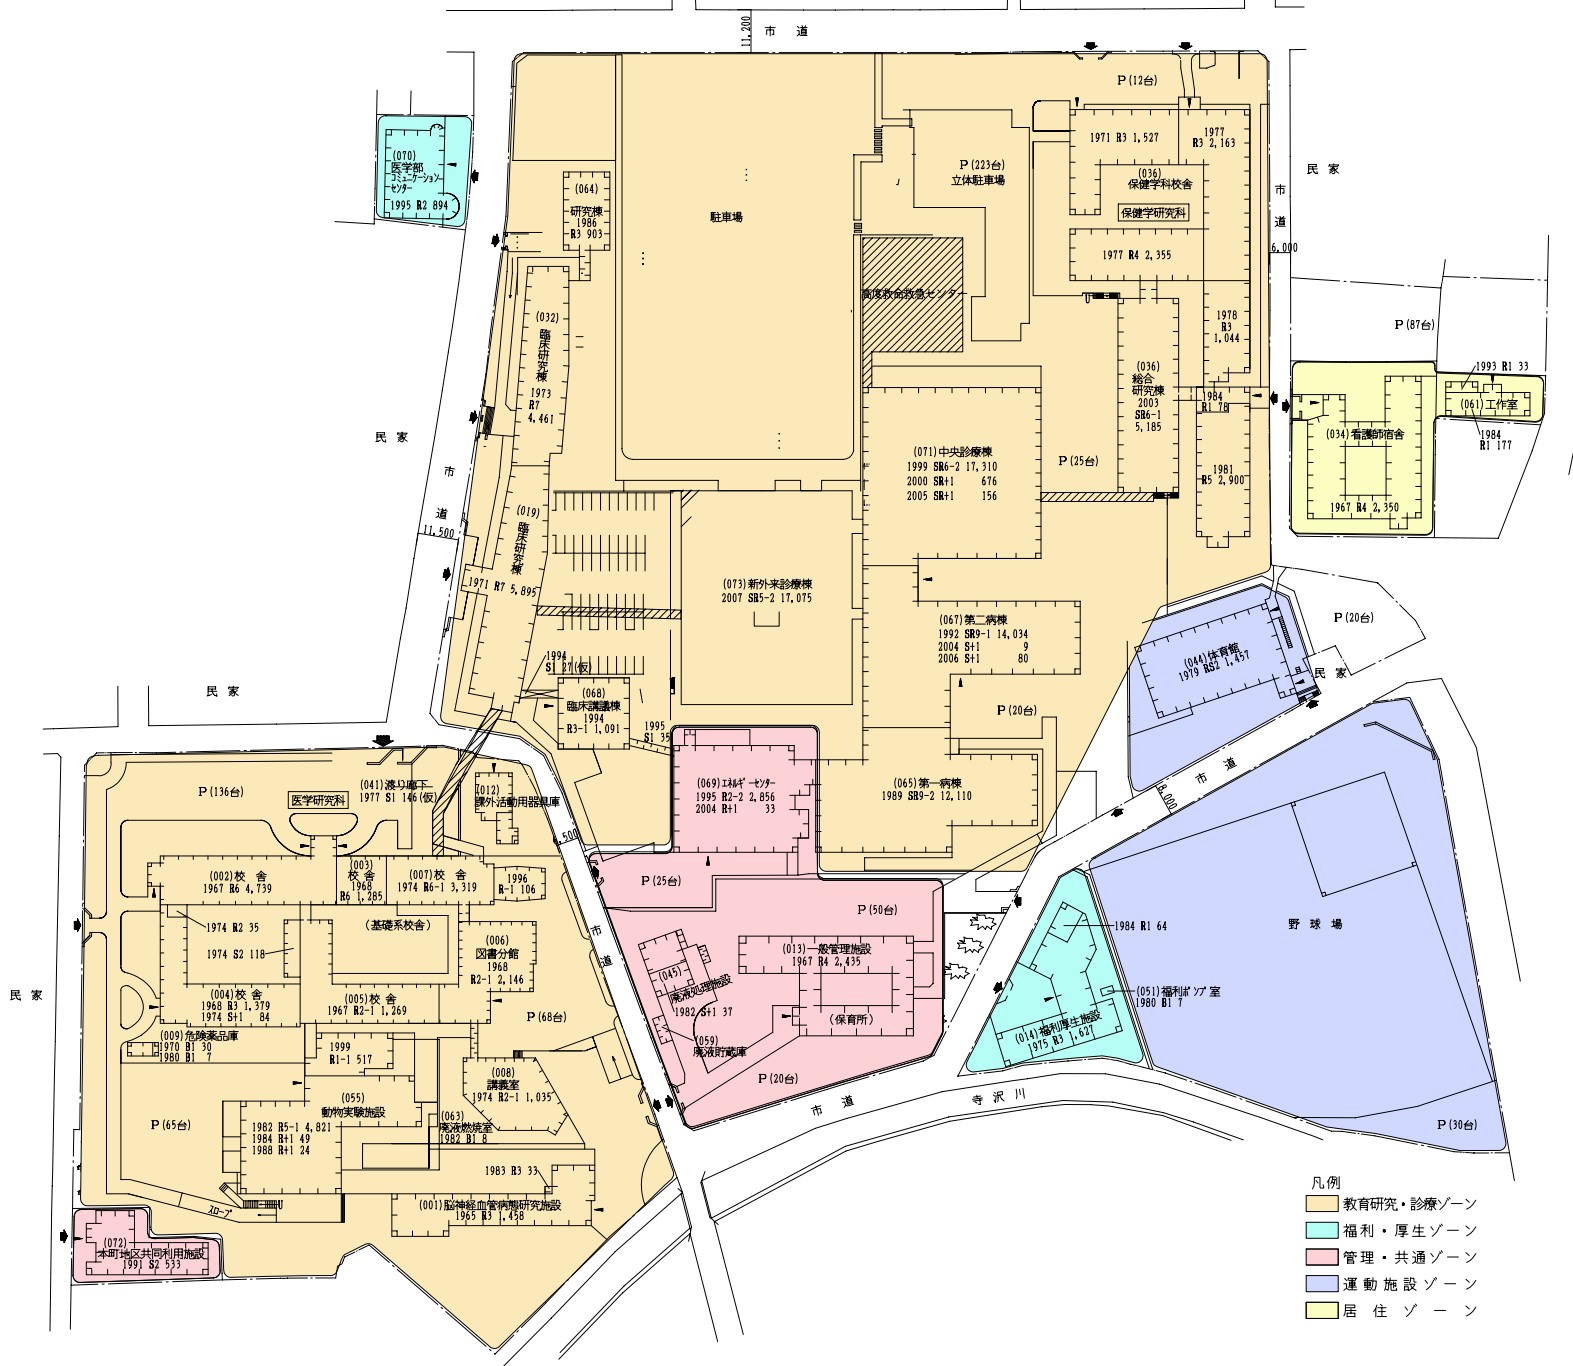 11,200
市 道
P(12台)
1971 R3 1,527
1977
R3 2,163
(036)
保健学科校舎
保健学研究科
1977 R4 2,355
民 家
市
道
6,000
(070)
医学部
コミュニケーション
センター
1995 R2 894
(064)
研究棟
1986
R3 903
駐車場
P(223台)
立体駐車場
高度救命救急センター
(032)
臨床研究棟
1973
R7
4,461
1978
R3
1,044
P(87台)
(036)
総合
研究棟
2003
SR6-1
5,185
1984
R1 78
1993 R1 33
(061)工作室
1984
R1 177
(034)看護師宿舎
1967 R4 2,350
民 家
市
道
11,500
(071)中央診療棟
1999 SR6-2 17,310
2000 SR+1 676
2005 SR+1 156
P(25台)
1981
R5 2,900
(019)
臨床研究棟
1971 R7 5,895
(073)新外来診療棟
2007 SR5-2 17,075
(067)第二病棟
1992 SR9-1 14,034
2004 S+1 9
2006 S+1 80
P(20台)
(044)体育館
1979 RS2 1,457
民 家
1994
S1 27(仮)
(068)
臨床講議棟
1994
R3-1 1,091
1995
S1 35
P(20台)
民 家
(069)エネルギーセンター
1995 R2-2 2,856
2004 R+1 33
(065)第一病棟
1989 SR9-2 12,110
市 道
8,000
P(136台)
医学研究科
(041)渡り廊下
1977 S1 146(仮)
(012)
課外活動用器具庫
6,500
(002)校 舎
1967 R6 4,739
(003)
校 舎
1968
R6 1,285
(007)校 舎
1974 R6-1 3,319
1996
R-1 106
P(25台)
P(50台)
1974 R2 35
1974 S2 118
(基礎系校舎)
(006)
図書分館
1968
R2-1 2,146
市
道
(013)一般管理施設
1967 R4 2,435
(保育所)
1984 R1 64
野 球 場
民 家
(004)校 舎
1968 R3 1,379
1974 S+1 84
(005)校 舎
1967 R2-1 1,269
(045)
廃液処理施設
1982 S+1 37
(059)
廃液貯蔵庫
(051)福利ポンプ室
1980 B1 7
(014)福利厚生施設
1975 R3 1,627
(009)危険薬品庫
1970 B1 30
1980 B1 7
1999
R1-1 517
P(68台)
(008)
講義室
1974 R2-1 1,035
P(20台)
市 道
寺 沢 川
P(65台)
(055)
動物実験施設
1982 R5-1 4,821
1984 R+1 49
1988 R+1 24
(063)
廃液燃焼室
1982 B1 8
P(30台)
1983 R3 33
(001)脳神経血管病態研究施設
1965 R3 1,458
スロープ
(072)
本町地区共同利用施設
1991 S2 533
凡例
教育研究・診療ゾーン
福利・厚生ゾーン
管理・共通ゾーン
運動施設ゾーン
居住ゾーン